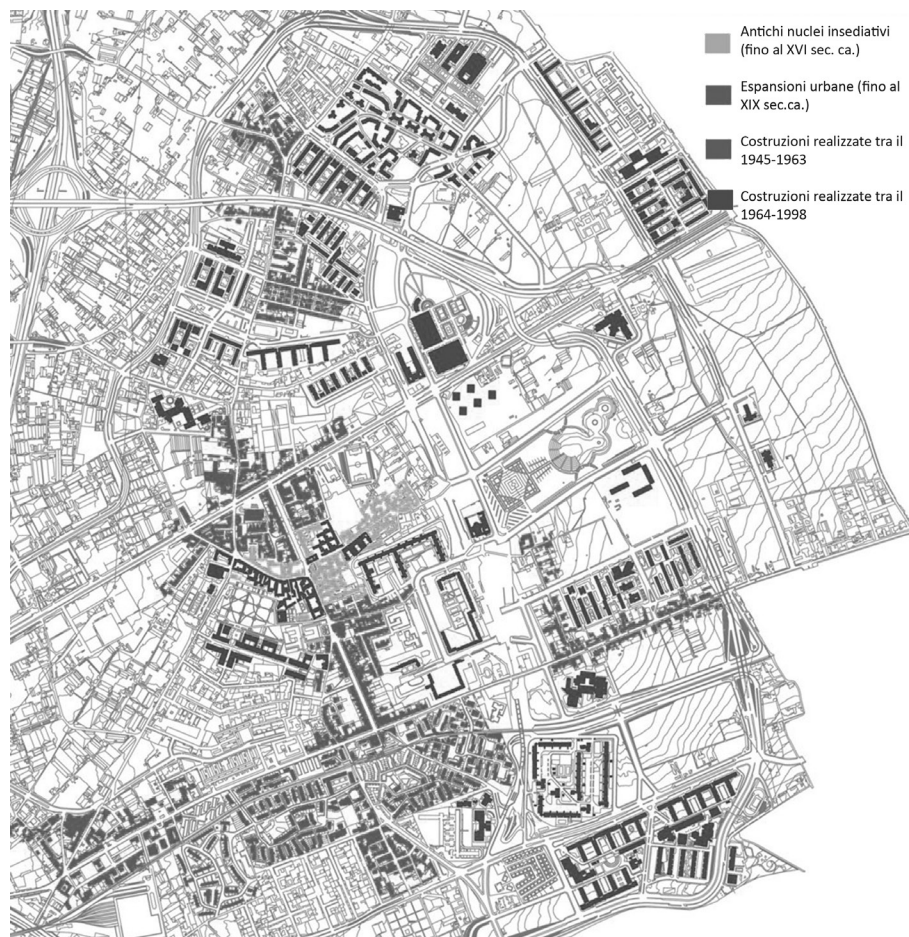 Antichi nuclei insediativi
(fino al XVI sec. ca.)
Espansioni urbane (fino al
XIX sec.ca.)
Costruzioni realizzate tra il
1945-1963
Costruzioni realizzate tra il
1964-1998